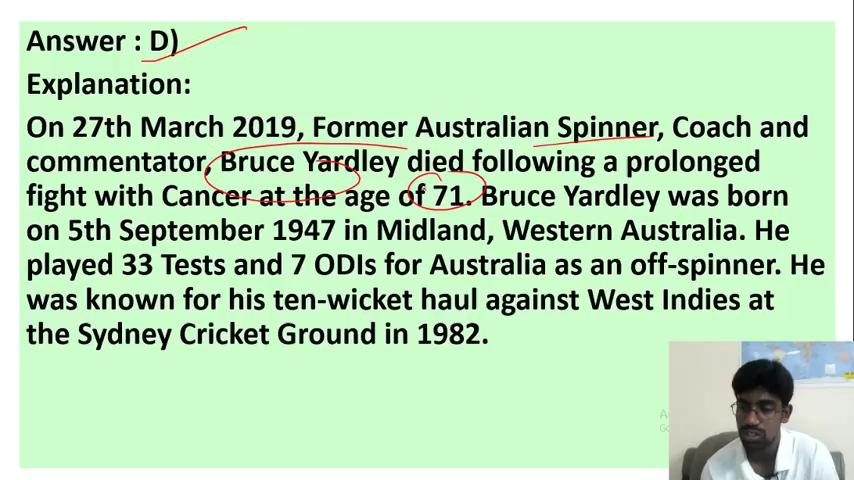 Answer : D)
Explanation:
On 27th March 2019, Former Australian Spinner, Coach and
commentator, Bruce Yardley died following a prolonged
fight with Cancer at the age of 71. Bruce Yardley was born
on 5th September 1947 in Midland, Western Australia. He
played 33 Tests and 7 ODIs for Australia as an off-spinner. He
was known for his ten-wicket haul against West Indies at
the Sydney Cricket Ground in 1982.